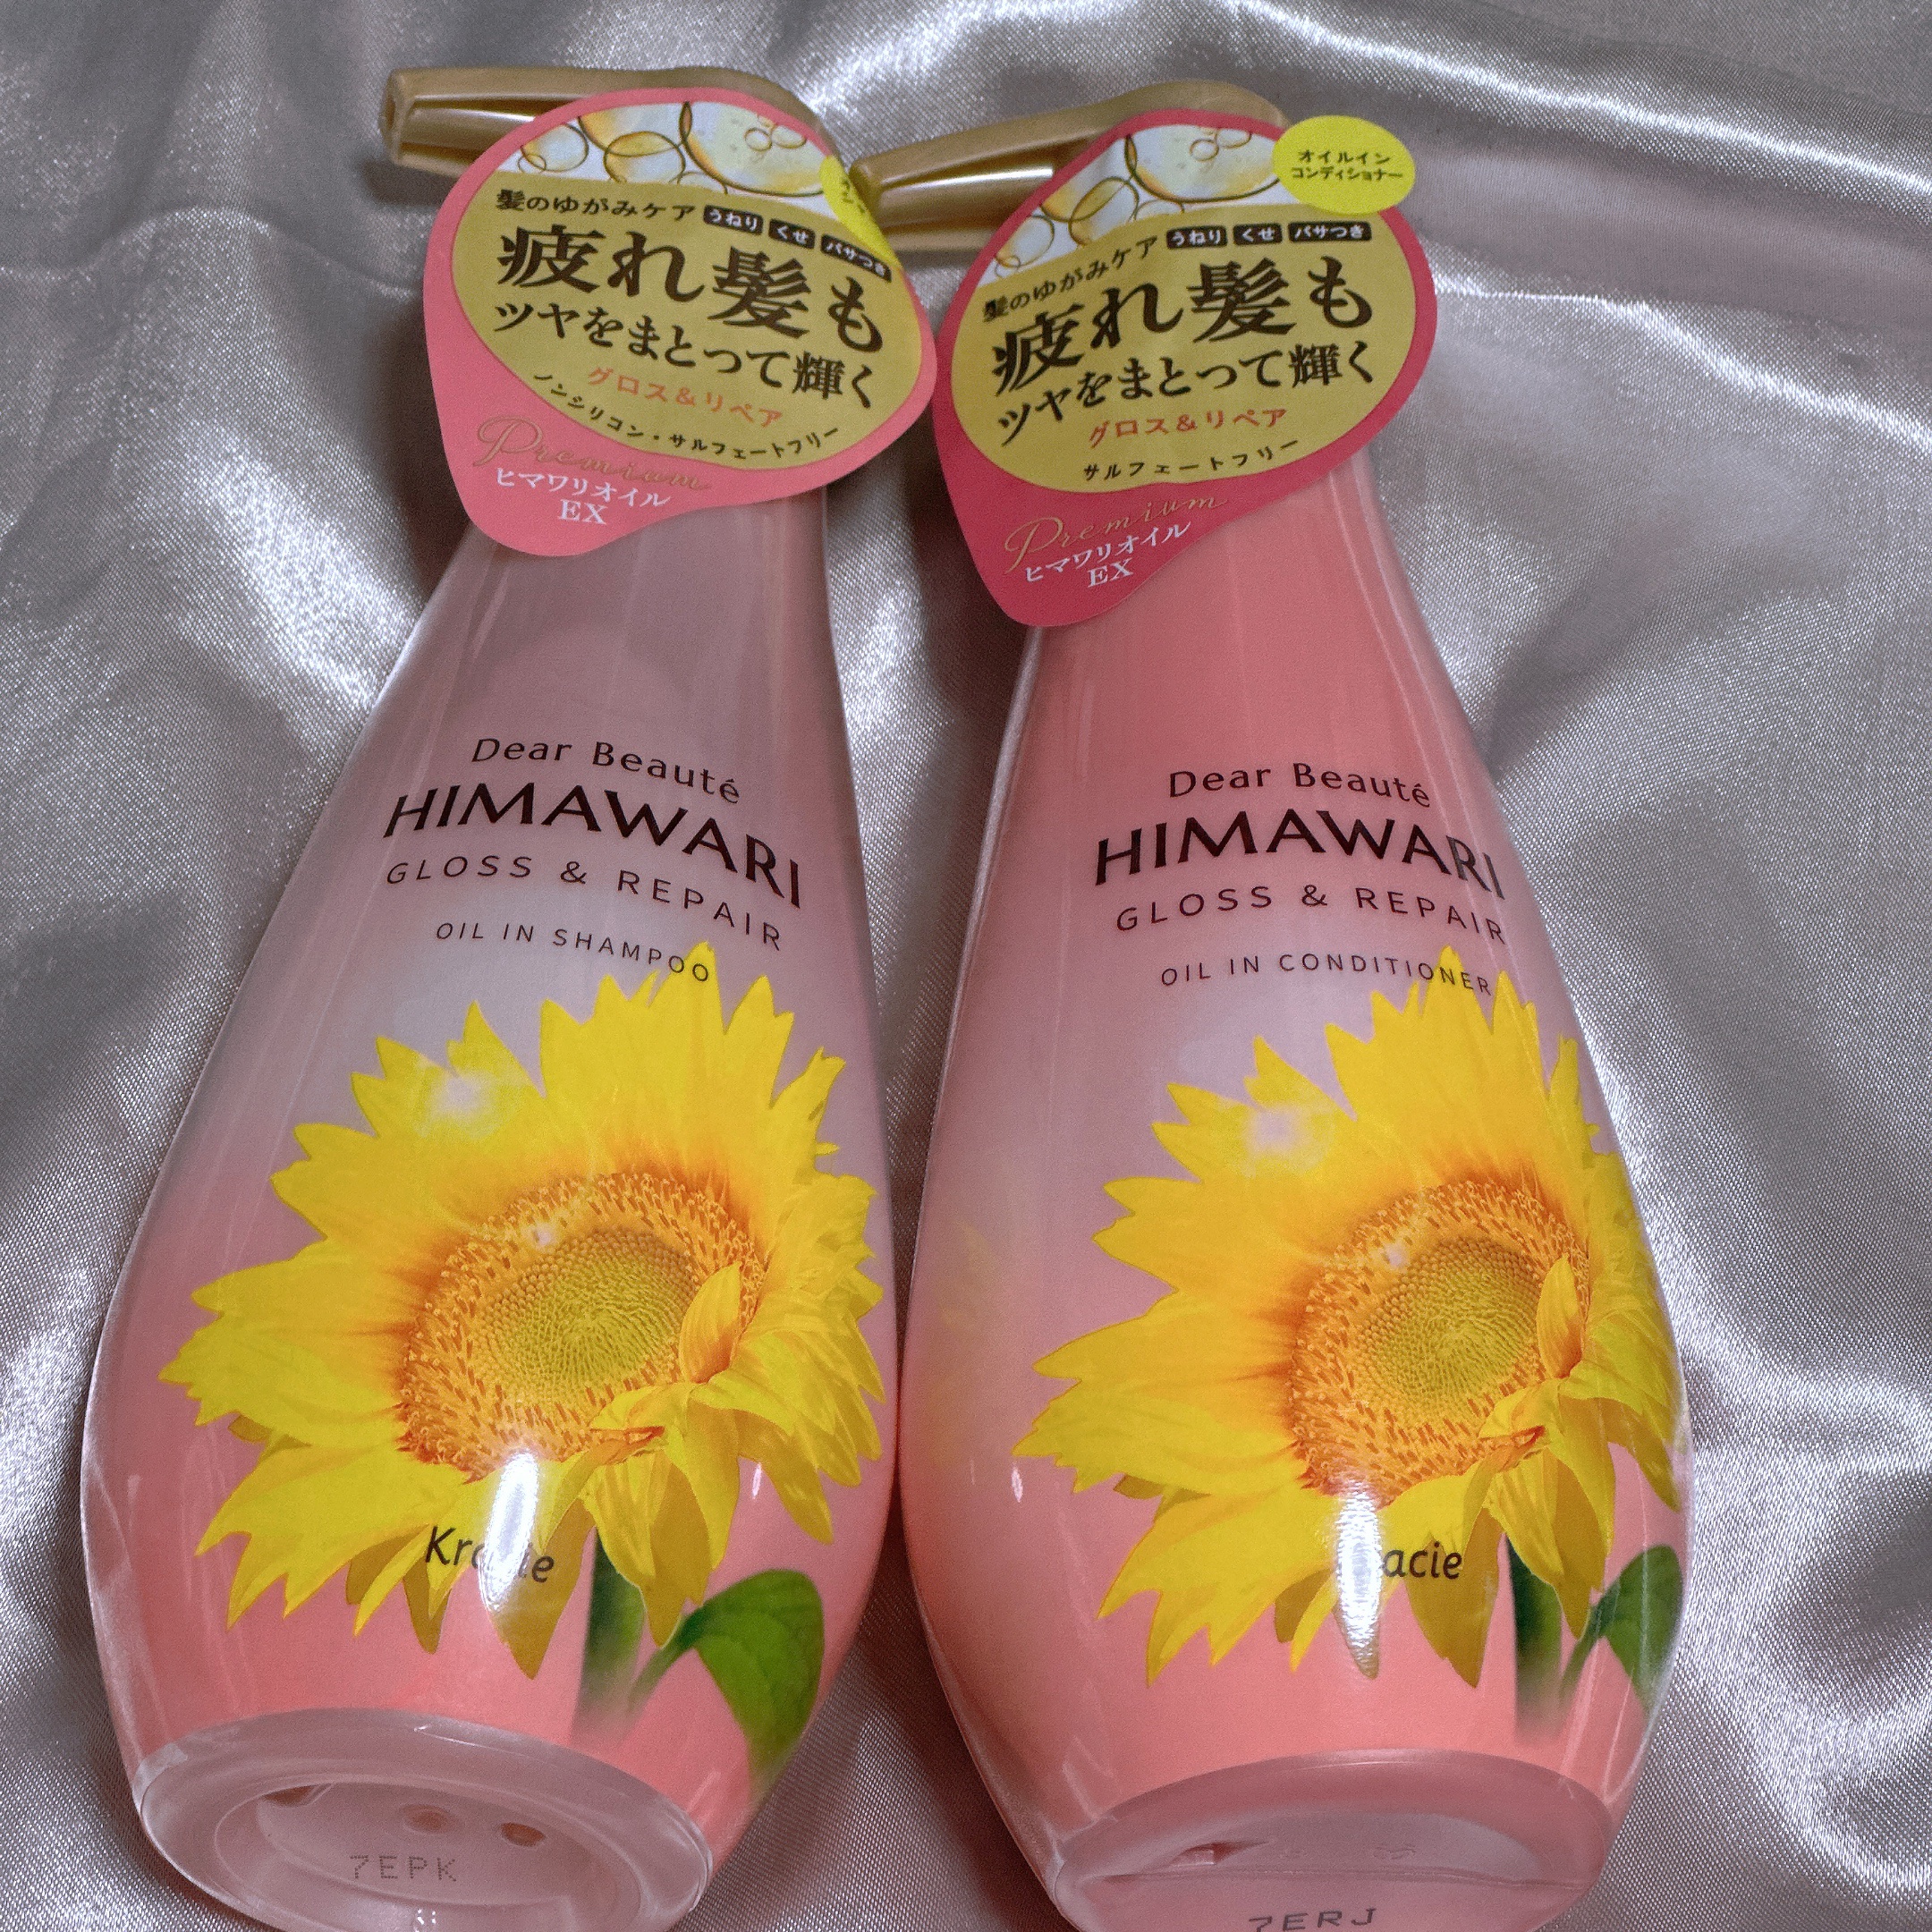 髪のゆがみケア うねり くせ パサつき
疲れ髪も
ツヤをまとって輝く
グロス&リペア
ノンシリコン・サルフェートフリー
Premium
ヒマワリオイル
EX
Dear Beauté
HIMAWARI
GLOSS & REPAIR
OIL IN SHAMPOO
Kracie
7EPK
オイルイン
コンディショナー
髪のゆがみケア うねり くせ パサつき
疲れ髪も
ツヤをまとって輝く
グロス&リペア
サルフェートフリー
Premium
ヒマワリオイル
EX
Dear Beauté
HIMAWARI
GLOSS & REPAIR
OIL IN CONDITIONER
acie
7ERJ